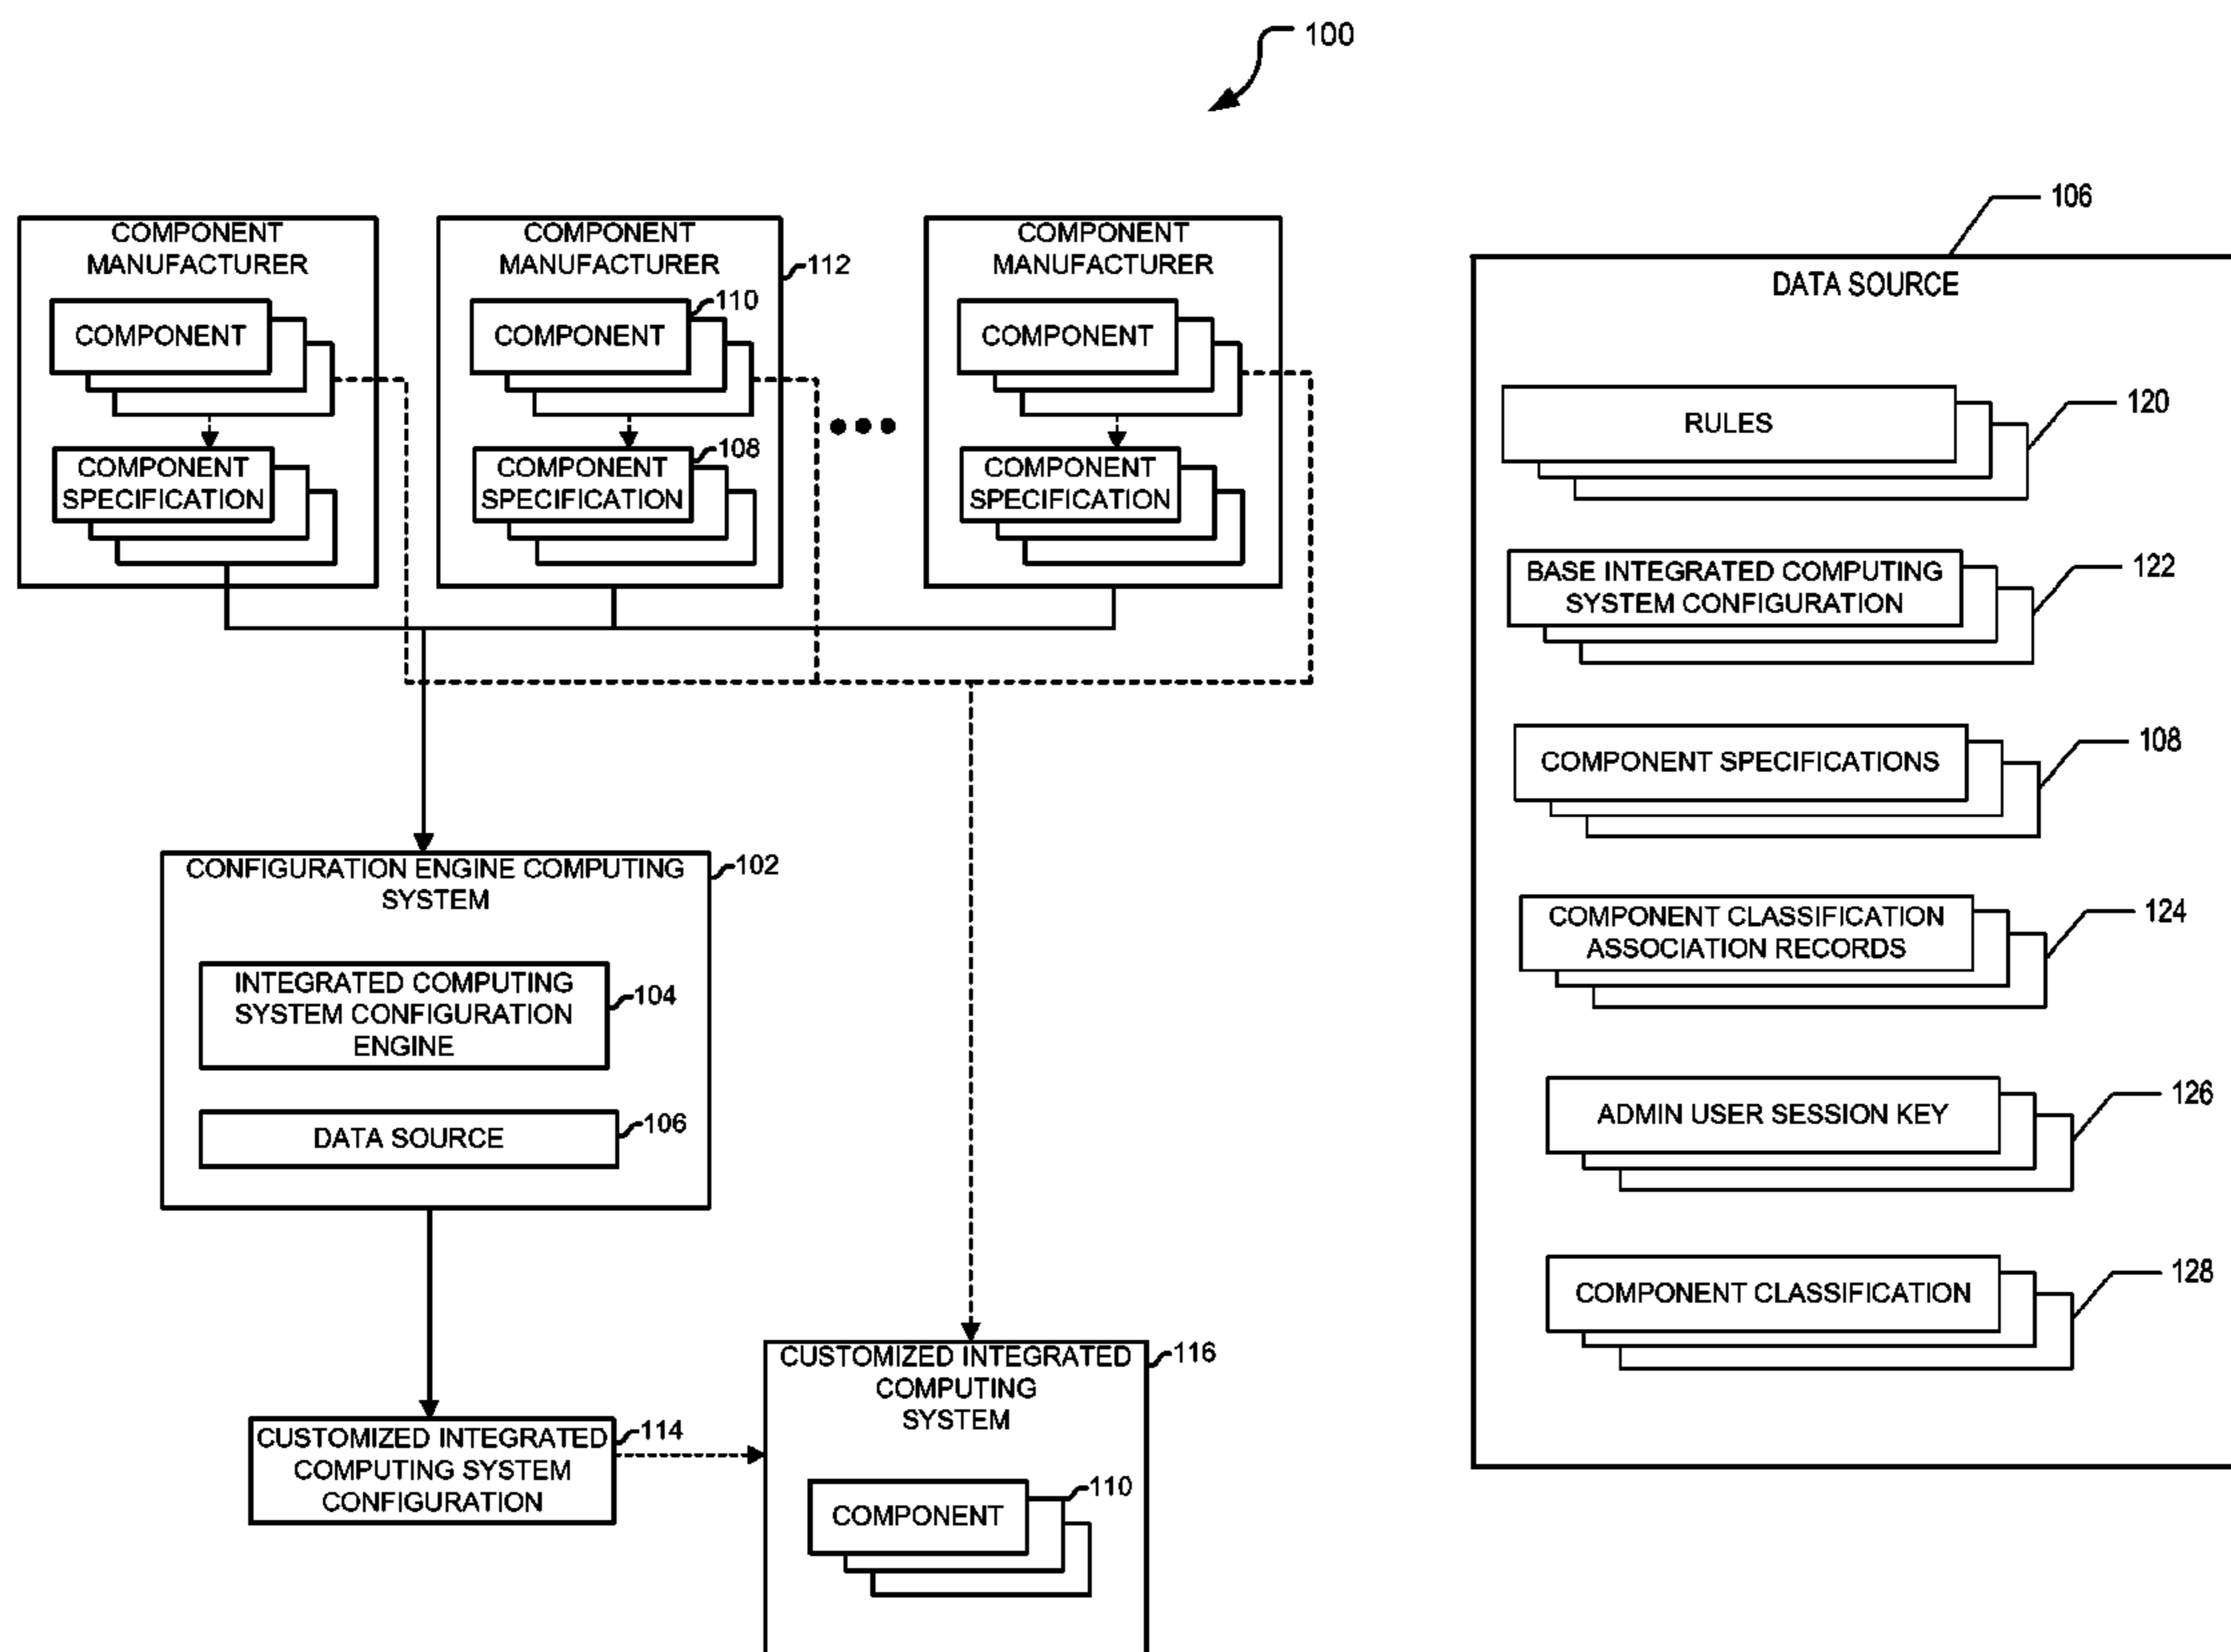 100
COMPONENT
MANUFACTURER
COMPONENT
COMPONENT
SPECIFICATION
COMPONENT
MANUFACTURER
112
110
COMPONENT
108
COMPONENT
SPECIFICATION
COMPONENT
MANUFACTURER
COMPONENT
COMPONENT
SPECIFICATION
CONFIGURATION ENGINE COMPUTING
SYSTEM
102
INTEGRATED COMPUTING
SYSTEM CONFIGURATION
ENGINE
104
DATA SOURCE
106
CUSTOMIZED INTEGRATED
COMPUTING SYSTEM
CONFIGURATION
114
CUSTOMIZED INTEGRATED
COMPUTING
SYSTEM
116
COMPONENT
110
106
DATA SOURCE
RULES
120
BASE INTEGRATED COMPUTING
SYSTEM CONFIGURATION
122
COMPONENT SPECIFICATIONS
108
COMPONENT CLASSIFICATION
ASSOCIATION RECORDS
124
ADMIN USER SESSION KEY
126
COMPONENT CLASSIFICATION
128